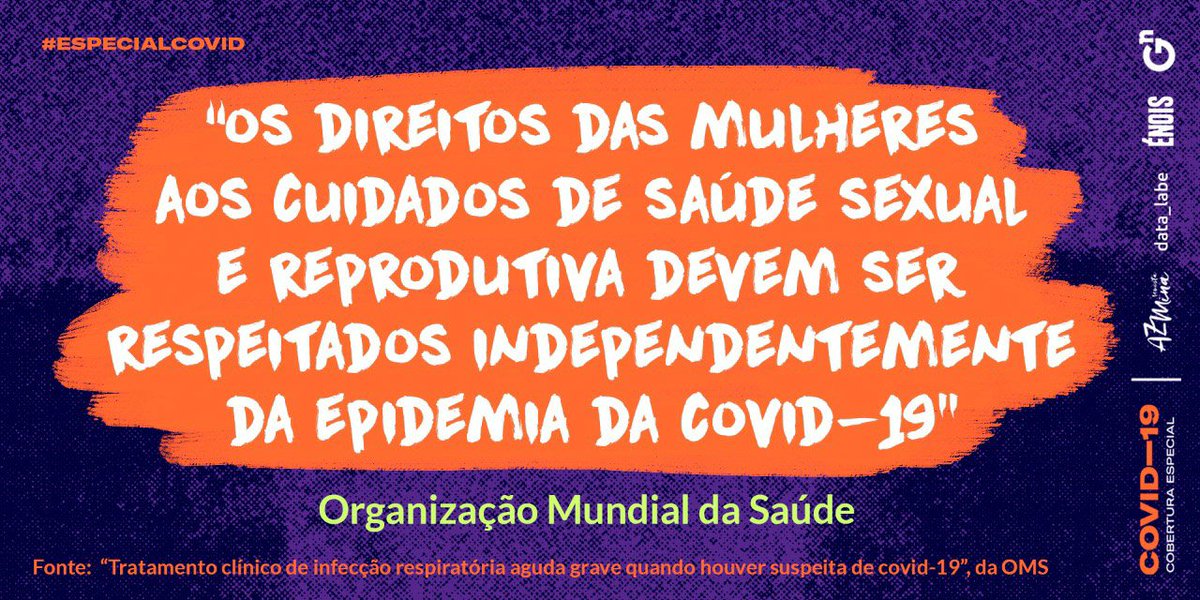 #ESPECIALCOVID
"OS DIREITOS DAS MULHERES
AOS CUIDADOS DE SAÚDE SEXUAL
E REPRODUTIVA DEVEM SER
RESPEITADOS INDEPENDENTEMENTE
DA EPIDEMIA DA COVID-19"
Organização Mundial da Saúde
Fonte: “Tratamento clínico de infecção respiratória aguda grave quando houver suspeita de covid-19”, da OMS
COVID-19
COBERTURA ESPECIAL
revista
AZMina
data_labe
ÉNOIS
Gn